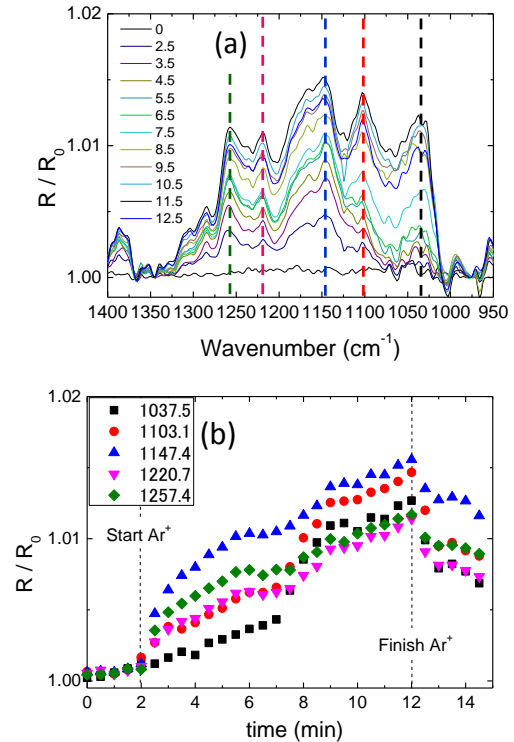 (a)
1.02
1.01
1.00
R / R₀
0
2.5
3.5
4.5
5.5
6.5
7.5
8.5
9.5
10.5
11.5
12.5
1400 1350 1300 1250 1200 1150 1100 1050 1000 950
Wavenumber (cm⁻¹)
(b)
1.02
1.01
1.00
R / R₀
1037.5
1103.1
1147.4
1220.7
1257.4
Start Ar⁺
Finish Ar⁺
0 2 4 6 8 10 12 14
time (min)